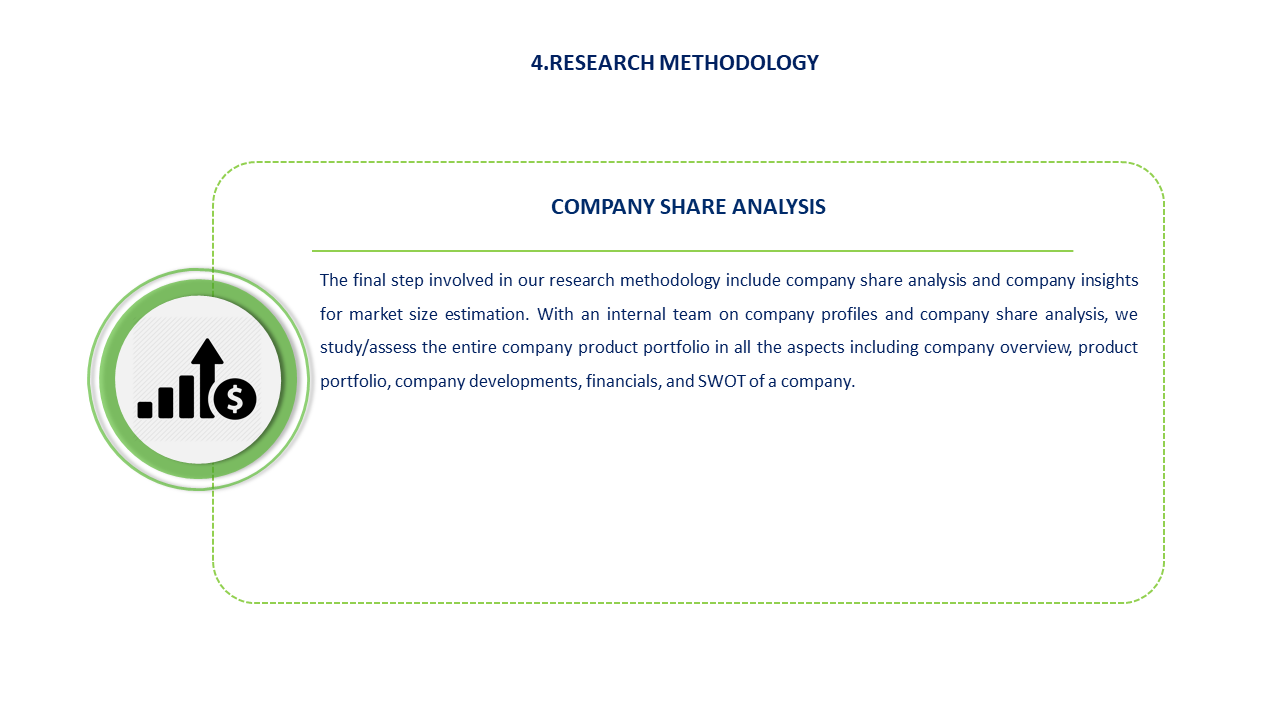 4.RESEARCH METHODOLOGY
COMPANY SHARE ANALYSIS
The final step involved in our research methodology include company share analysis and company insights
for market size estimation. With an internal team on company profiles and company share analysis, we
study/assess the entire company product portfolio in all the aspects including company overview, product
portfolio, company developments, financials, and SWOT of a company.
$